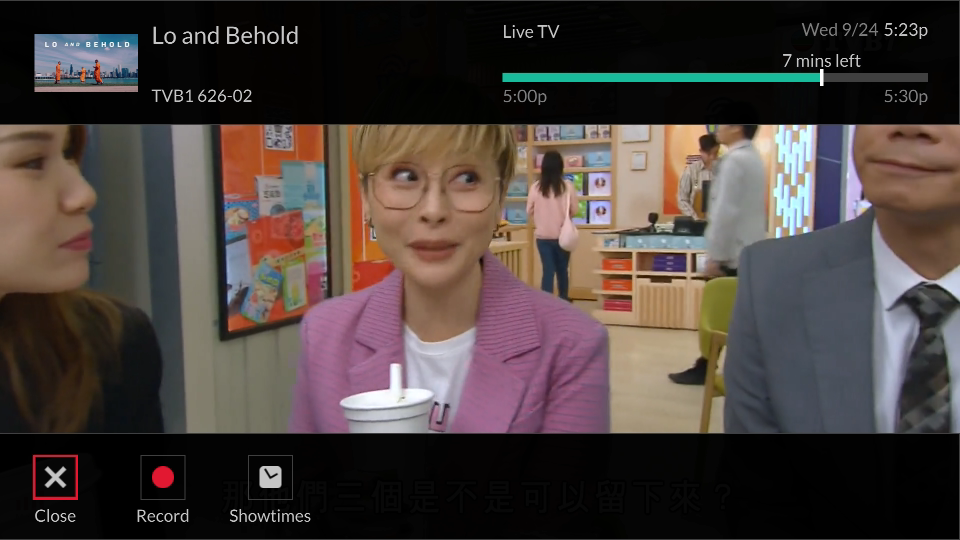 LO AND BEHOLD
Lo and Behold
TVB1 626-02
Live TV
Wed 9/24 5:23p
7 mins left
5:00p
5:30p
Close
Record
Showtimes
那 們三個是不是可以留下來？